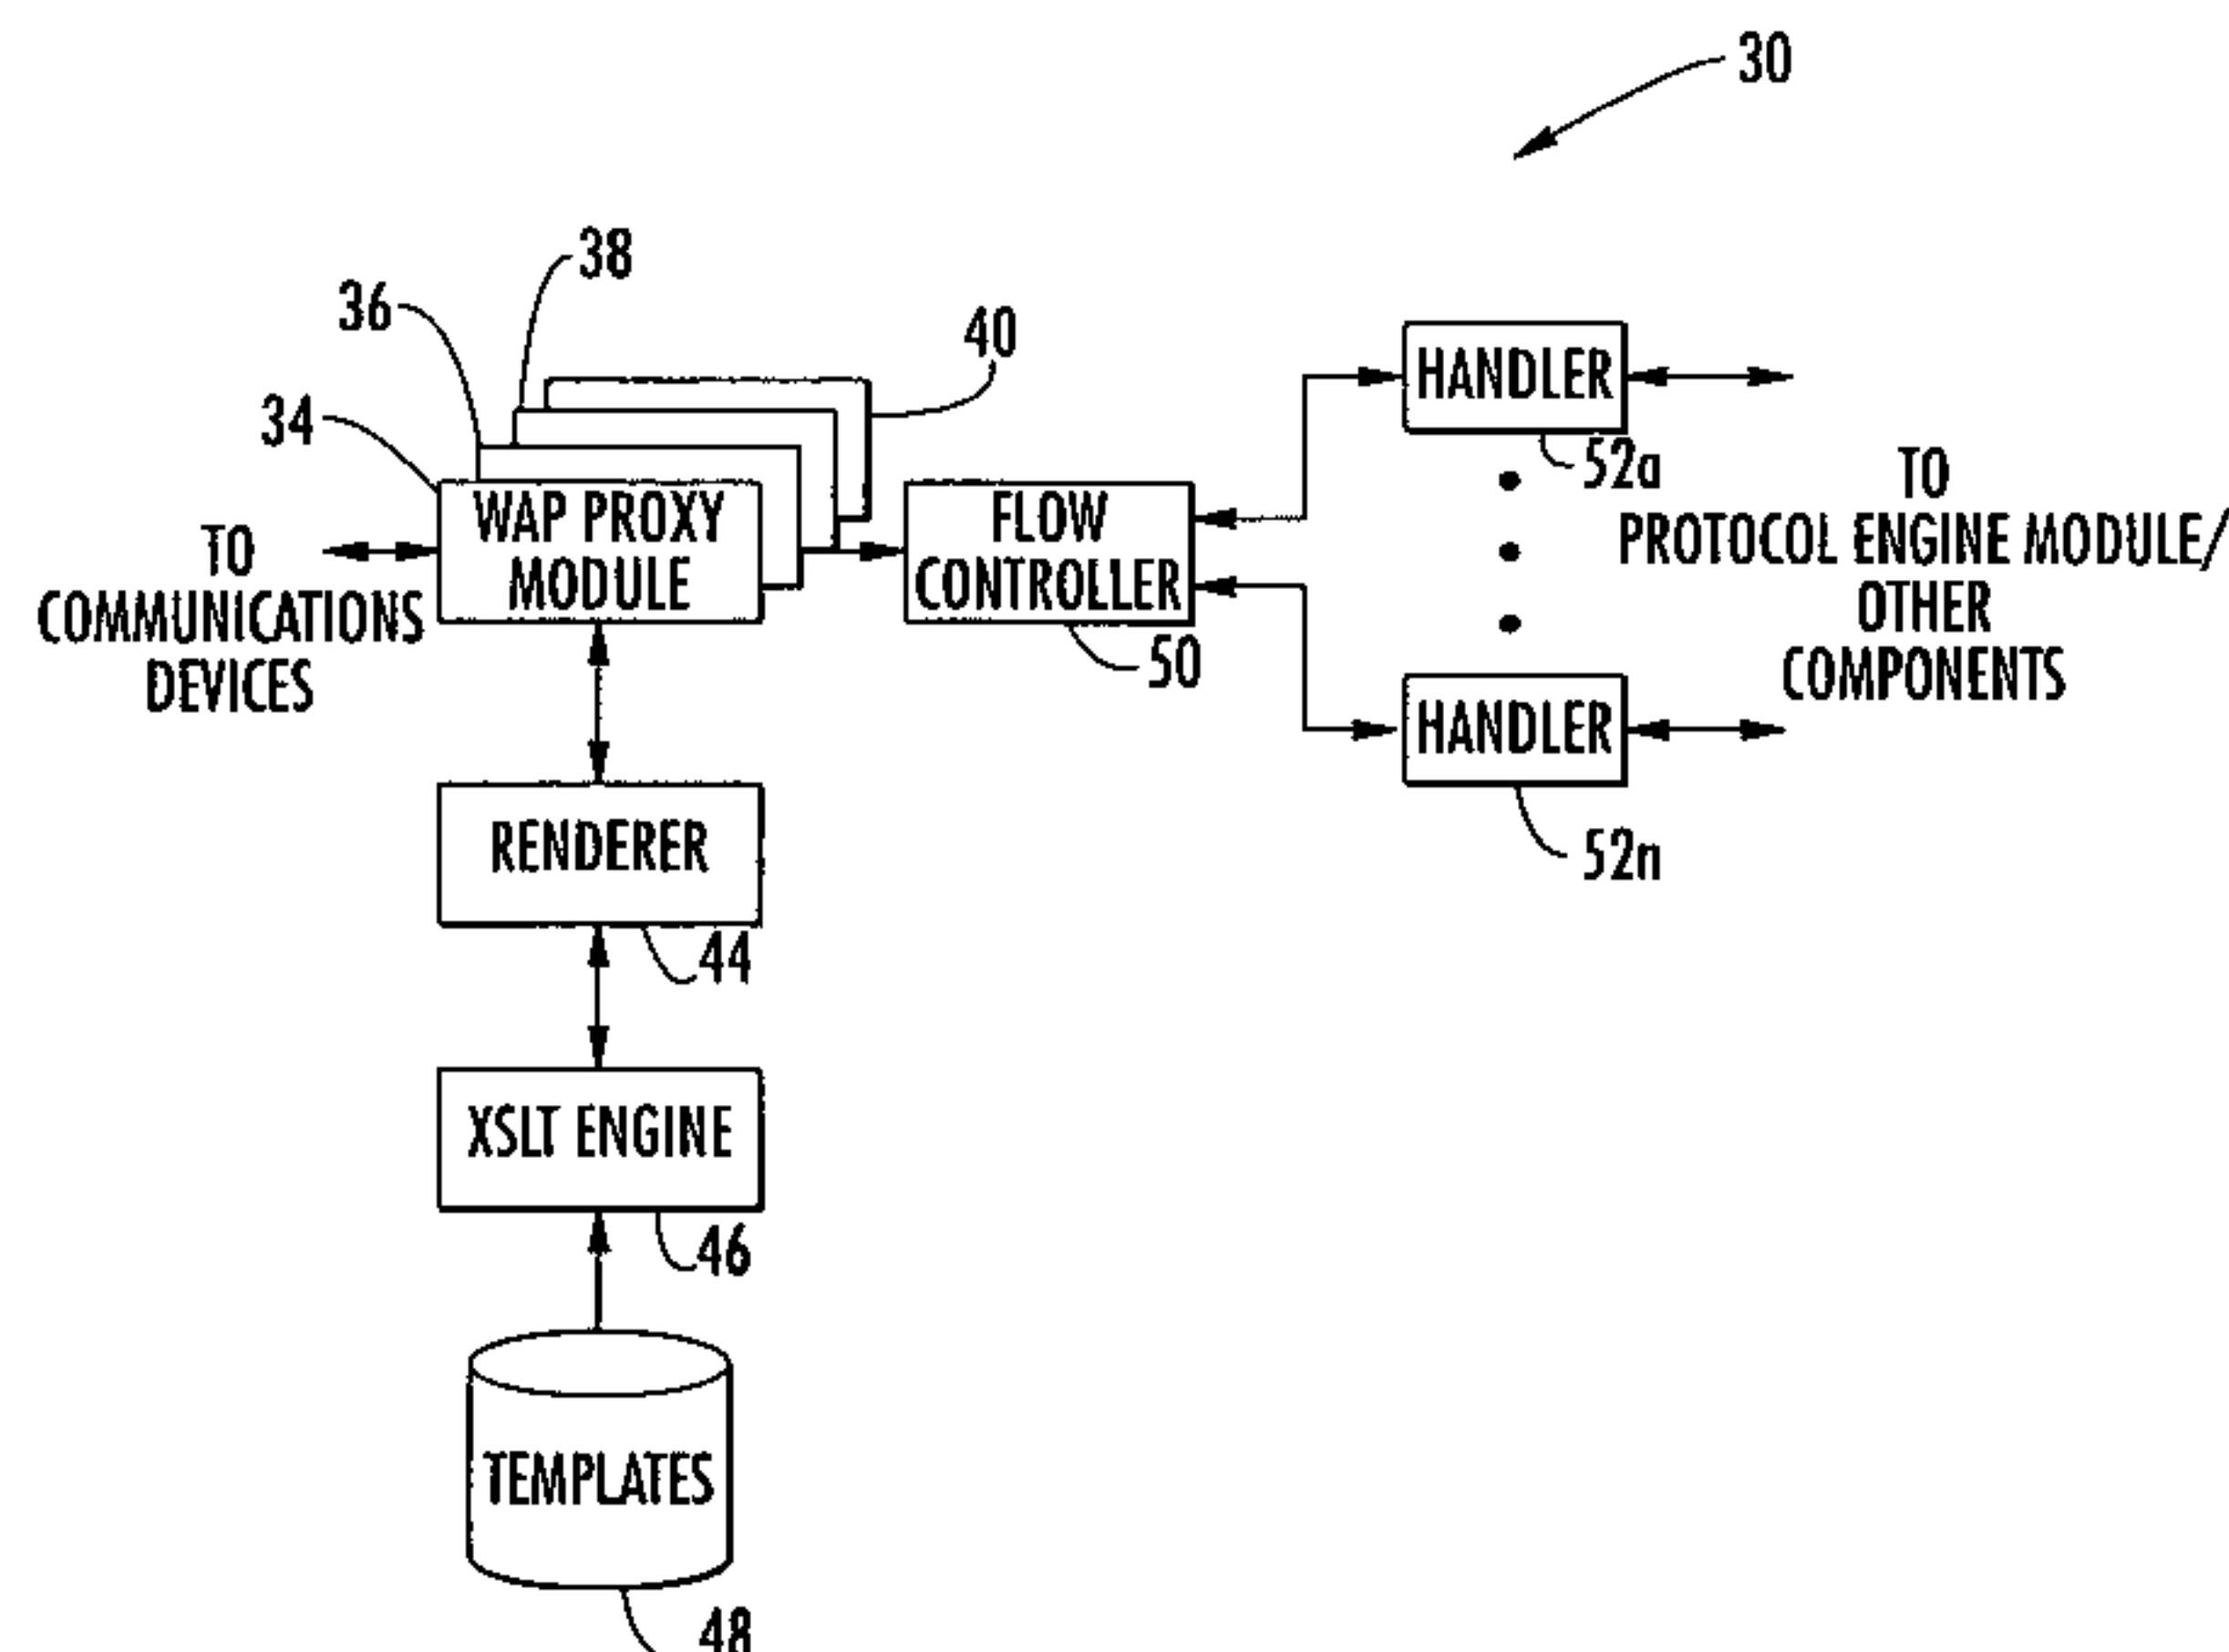 30
38
36
40
34
WAP PROXY
MODULE
FLOW
CONTROLLER
50
HANDLER
52a
HANDLER
52n
TO
COMMUNICATIONS
DEVICES
TO
PROTOCOL ENGINE MODULE/
OTHER
COMPONENTS
RENDERER
44
XSLT ENGINE
46
TEMPLATES
48